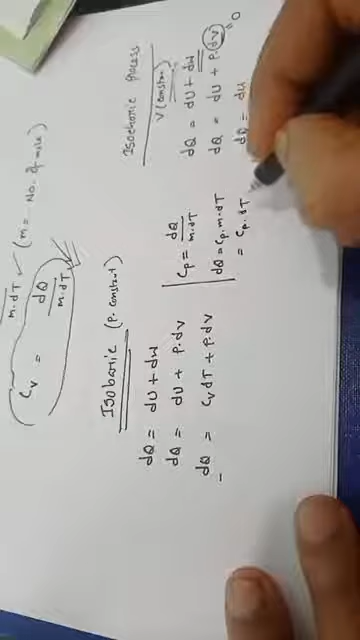 m.dT (m = No. of mole)
Cv = dQ / m.dT
Isobaric (P. constant)
dQ = dU + dW
dQ = dU + P.dV
dQ = CvdT + P.dV
Cp = dQ / m.dT
dQ = Cp.m.dT
= Cp.dT
Isochoric process
V (constant)
dQ = dU + dW
dQ = dU + P.dV = 0
dQ = dU